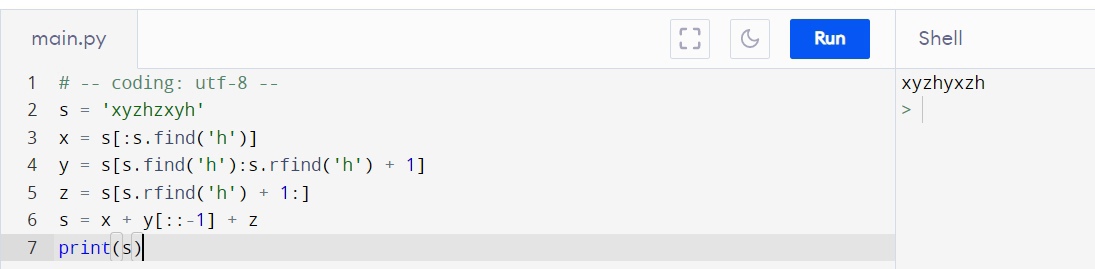 main.py Run Shell
1 # -- coding: utf-8 --
2 s = 'xyzhzxyh'
3 x = s[:s.find('h')]
4 y = s[s.find('h'):s.rfind('h') + 1]
5 z = s[s.rfind('h') + 1:]
6 s = x + y[::-1] + z
7 print(s)
xyzhyxzh
>